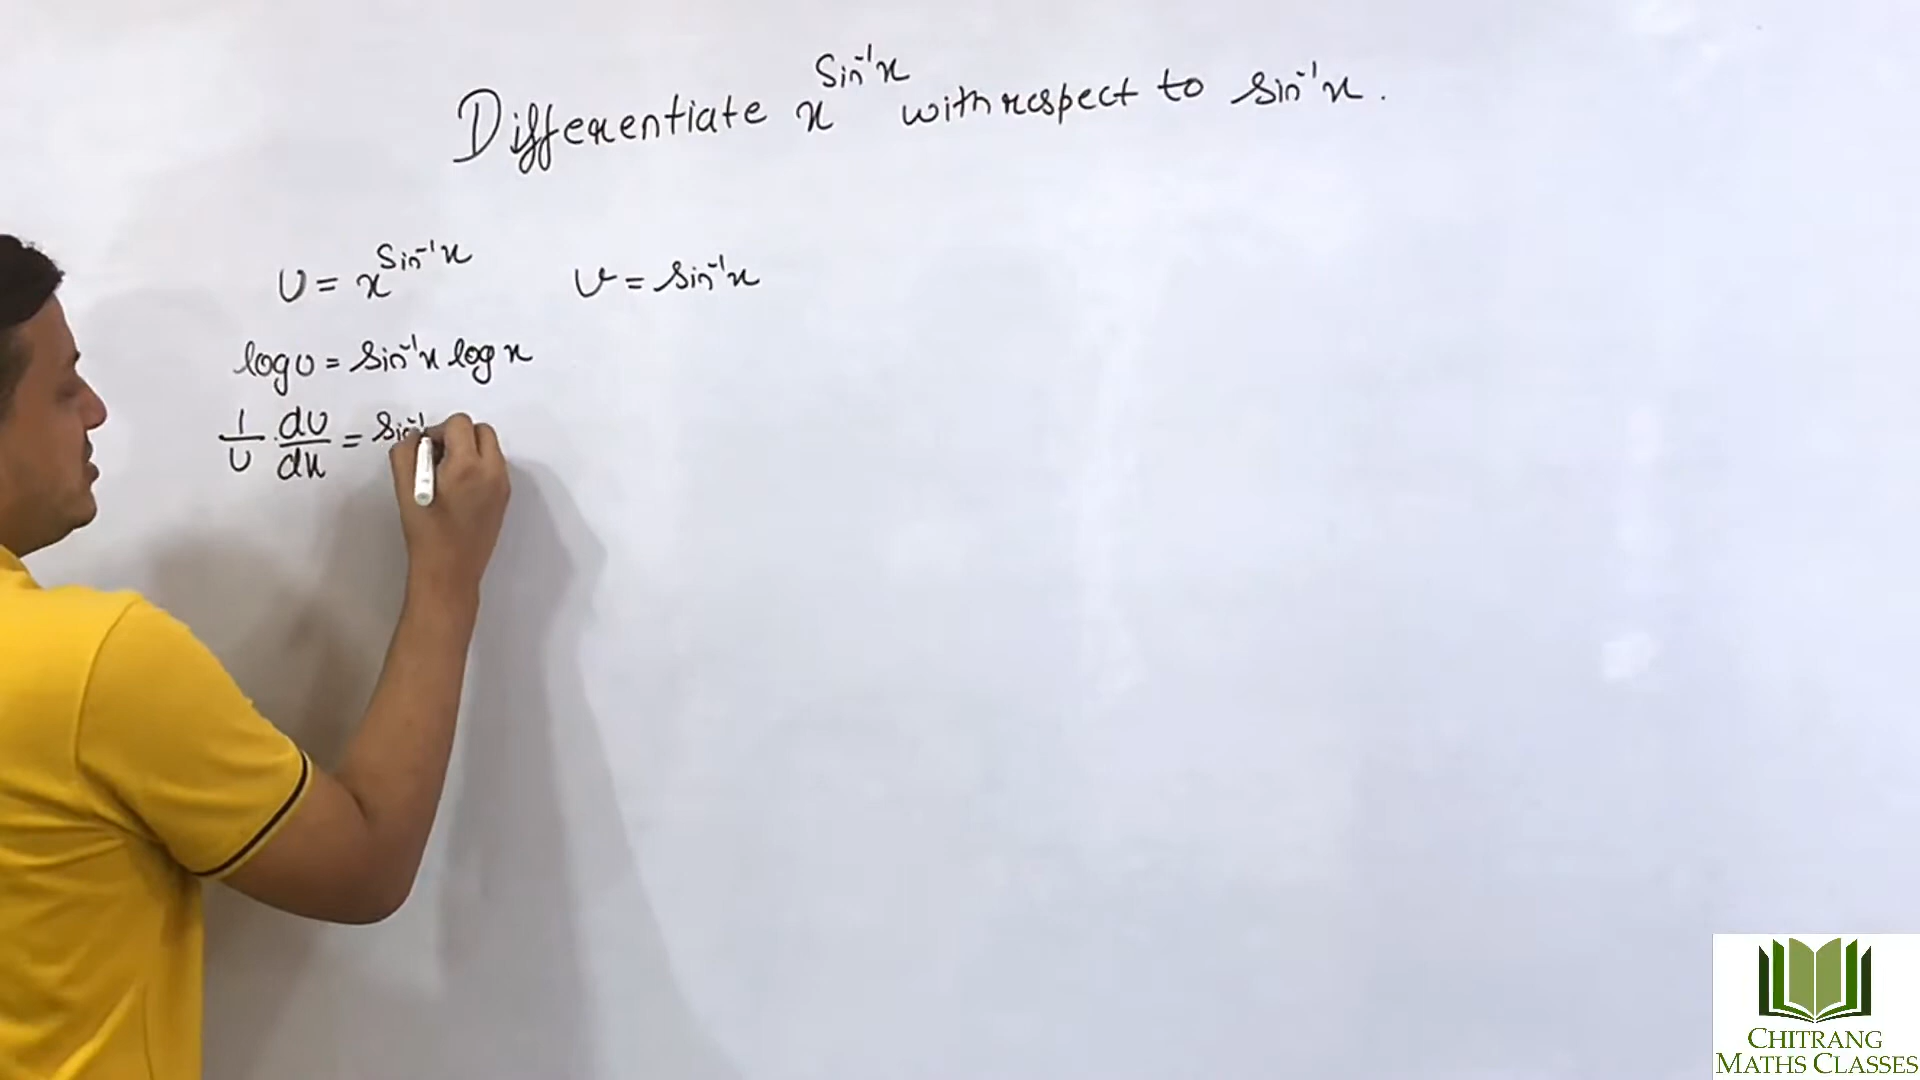 Differentiate x^sin⁻¹x with respect to sin⁻¹x.
U = x^sin⁻¹x    v = sin⁻¹x
log U = sin⁻¹x log x
1/U · dU/dx = sin⁻¹
CHITRANG
MATHS CLASSES